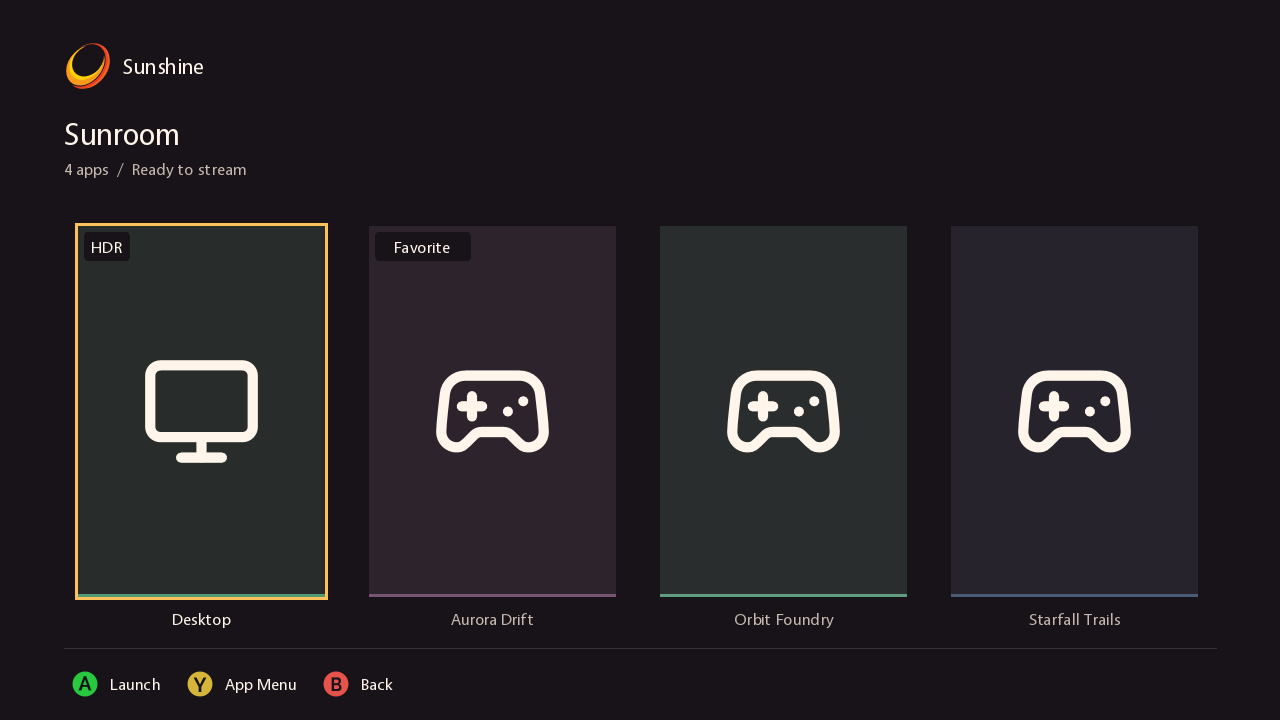 Sunshine
Sunroom
4 apps / Ready to stream
HDR
Favorite
Desktop
Aurora Drift
Orbit Foundry
Starfall Trails
A Launch
Y App Menu
B Back